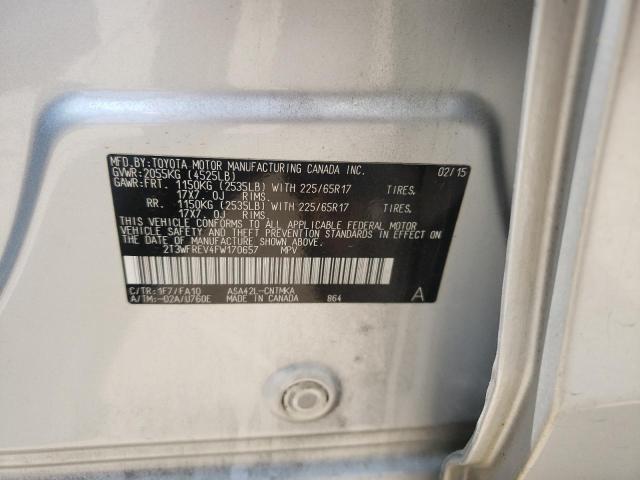 MFD.BY:TOYOTA MOTOR MANUFACTURING CANADA INC. 02/15
GVWR:2055KG (4525LB)
GAWR:FRT. 1150KG (2535LB) WITH 225/65R17 TIRES,
17X7.0J RIMS
RR. 1150KG (2535LB) WITH 225/65R17 TIRES,
17X7.0J RIMS
THIS VEHICLE CONFORMS TO ALL APPLICABLE FEDERAL MOTOR
VEHICLE SAFETY, BUMPER, AND THEFT PREVENTION STANDARDS
IN EFFECT ON THE DATE OF MANUFACTURE SHOWN ABOVE.
2T3WFREV4FW170657 MPV
C/TR:1F7/FA10 ASA42L-CNTMKA
A/TM:-02A/U760E MADE IN CANADA 864 A